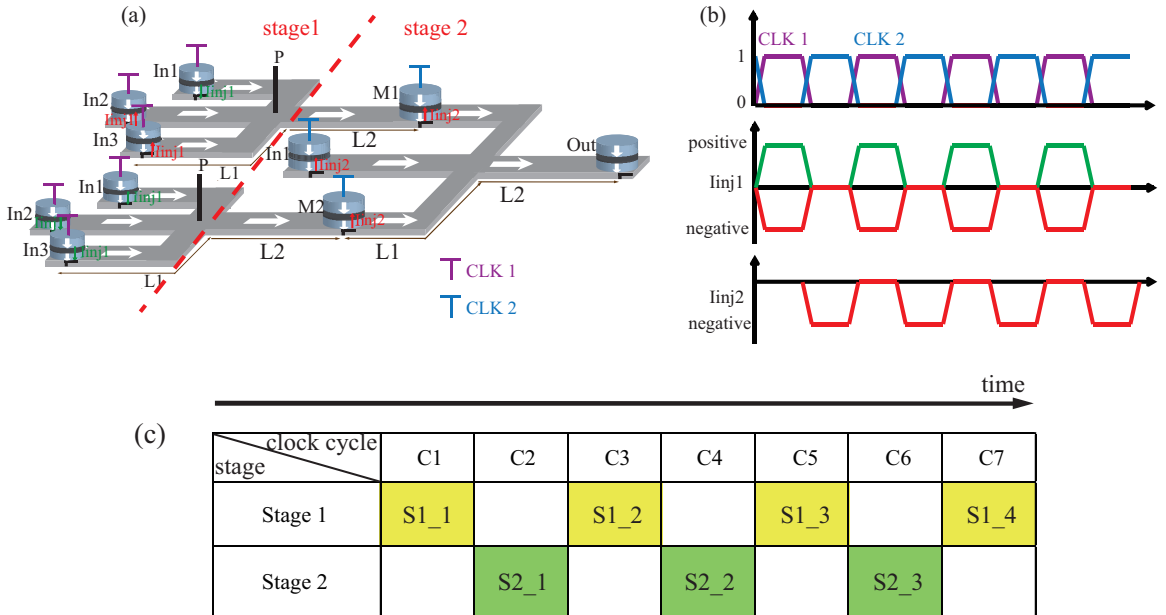 (a)
stage1
stage 2
P
In1
Iinj1
In2
Iinj1
In3
Iinj1
L1
M1
Iinj2
L2
In1
Iinj2
Out
L2
P
In1
Iinj1
In2
Iinj1
In3
Iinj1
L1
M2
Iinj2
L2
L1
CLK 1
CLK 2
(b)
CLK 1
CLK 2
1
0
positive
Iinj1
negative
Iinj2
negative
time
(c)
clock cycle
stage
C1 C2 C3 C4 C5 C6 C7
Stage 1 S1_1 S1_2 S1_3 S1_4
Stage 2 S2_1 S2_2 S2_3